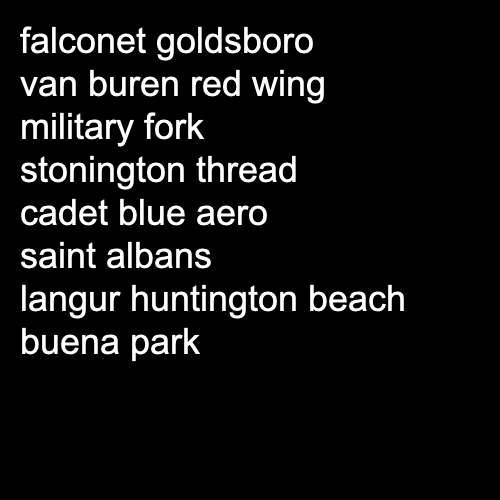 falconet goldsboro
van buren red wing
military fork
stonington thread
cadet blue aero
saint albans
langur huntington beach
buena park